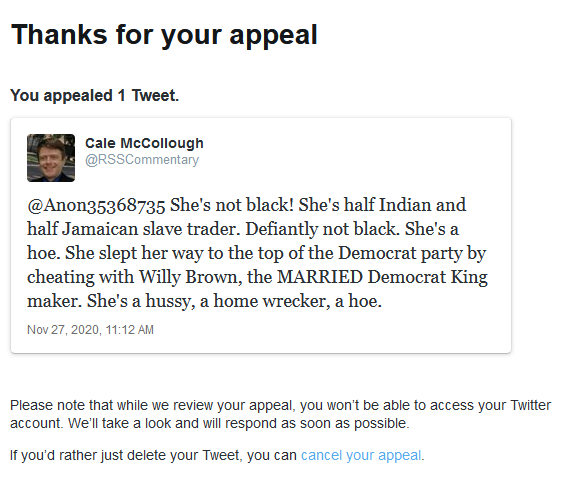 Thanks for your appeal
You appealed 1 Tweet.
Cale McCollough
@RSSCommentary
@Anon35368735 She's not black! She's half Indian and
half Jamaican slave trader. Defiantly not black. She's a
hoe. She slept her way to the top of the Democrat party by
cheating with Willy Brown, the MARRIED Democrat King
maker. She's a hussy, a home wrecker, a hoe.
Nov 27, 2020, 11:12 AM
Please note that while we review your appeal, you won’t be able to access your Twitter
account. We’ll take a look and will respond as soon as possible.
If you’d rather just delete your Tweet, you can cancel your appeal.